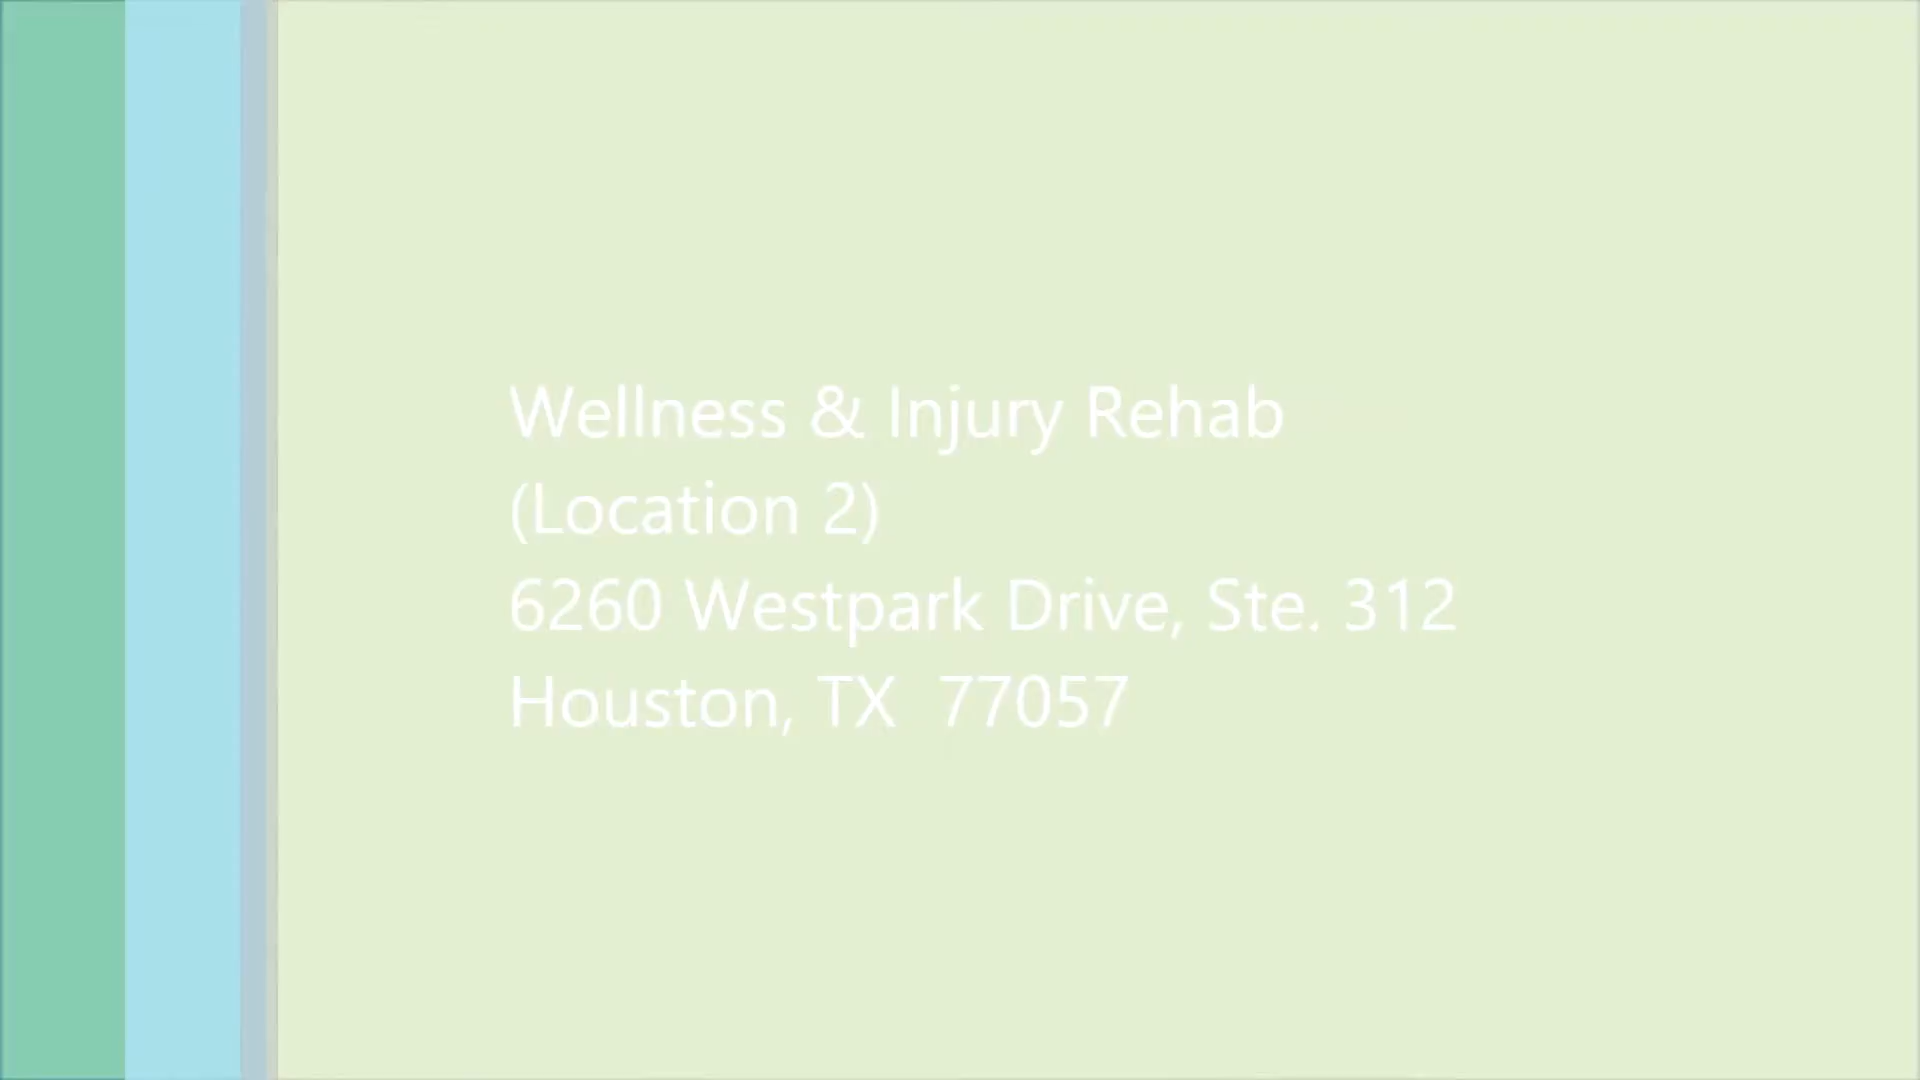 Wellness & Injury Rehab
(Location 2)
6260 Westpark Drive, Ste. 312
Houston, TX  77057